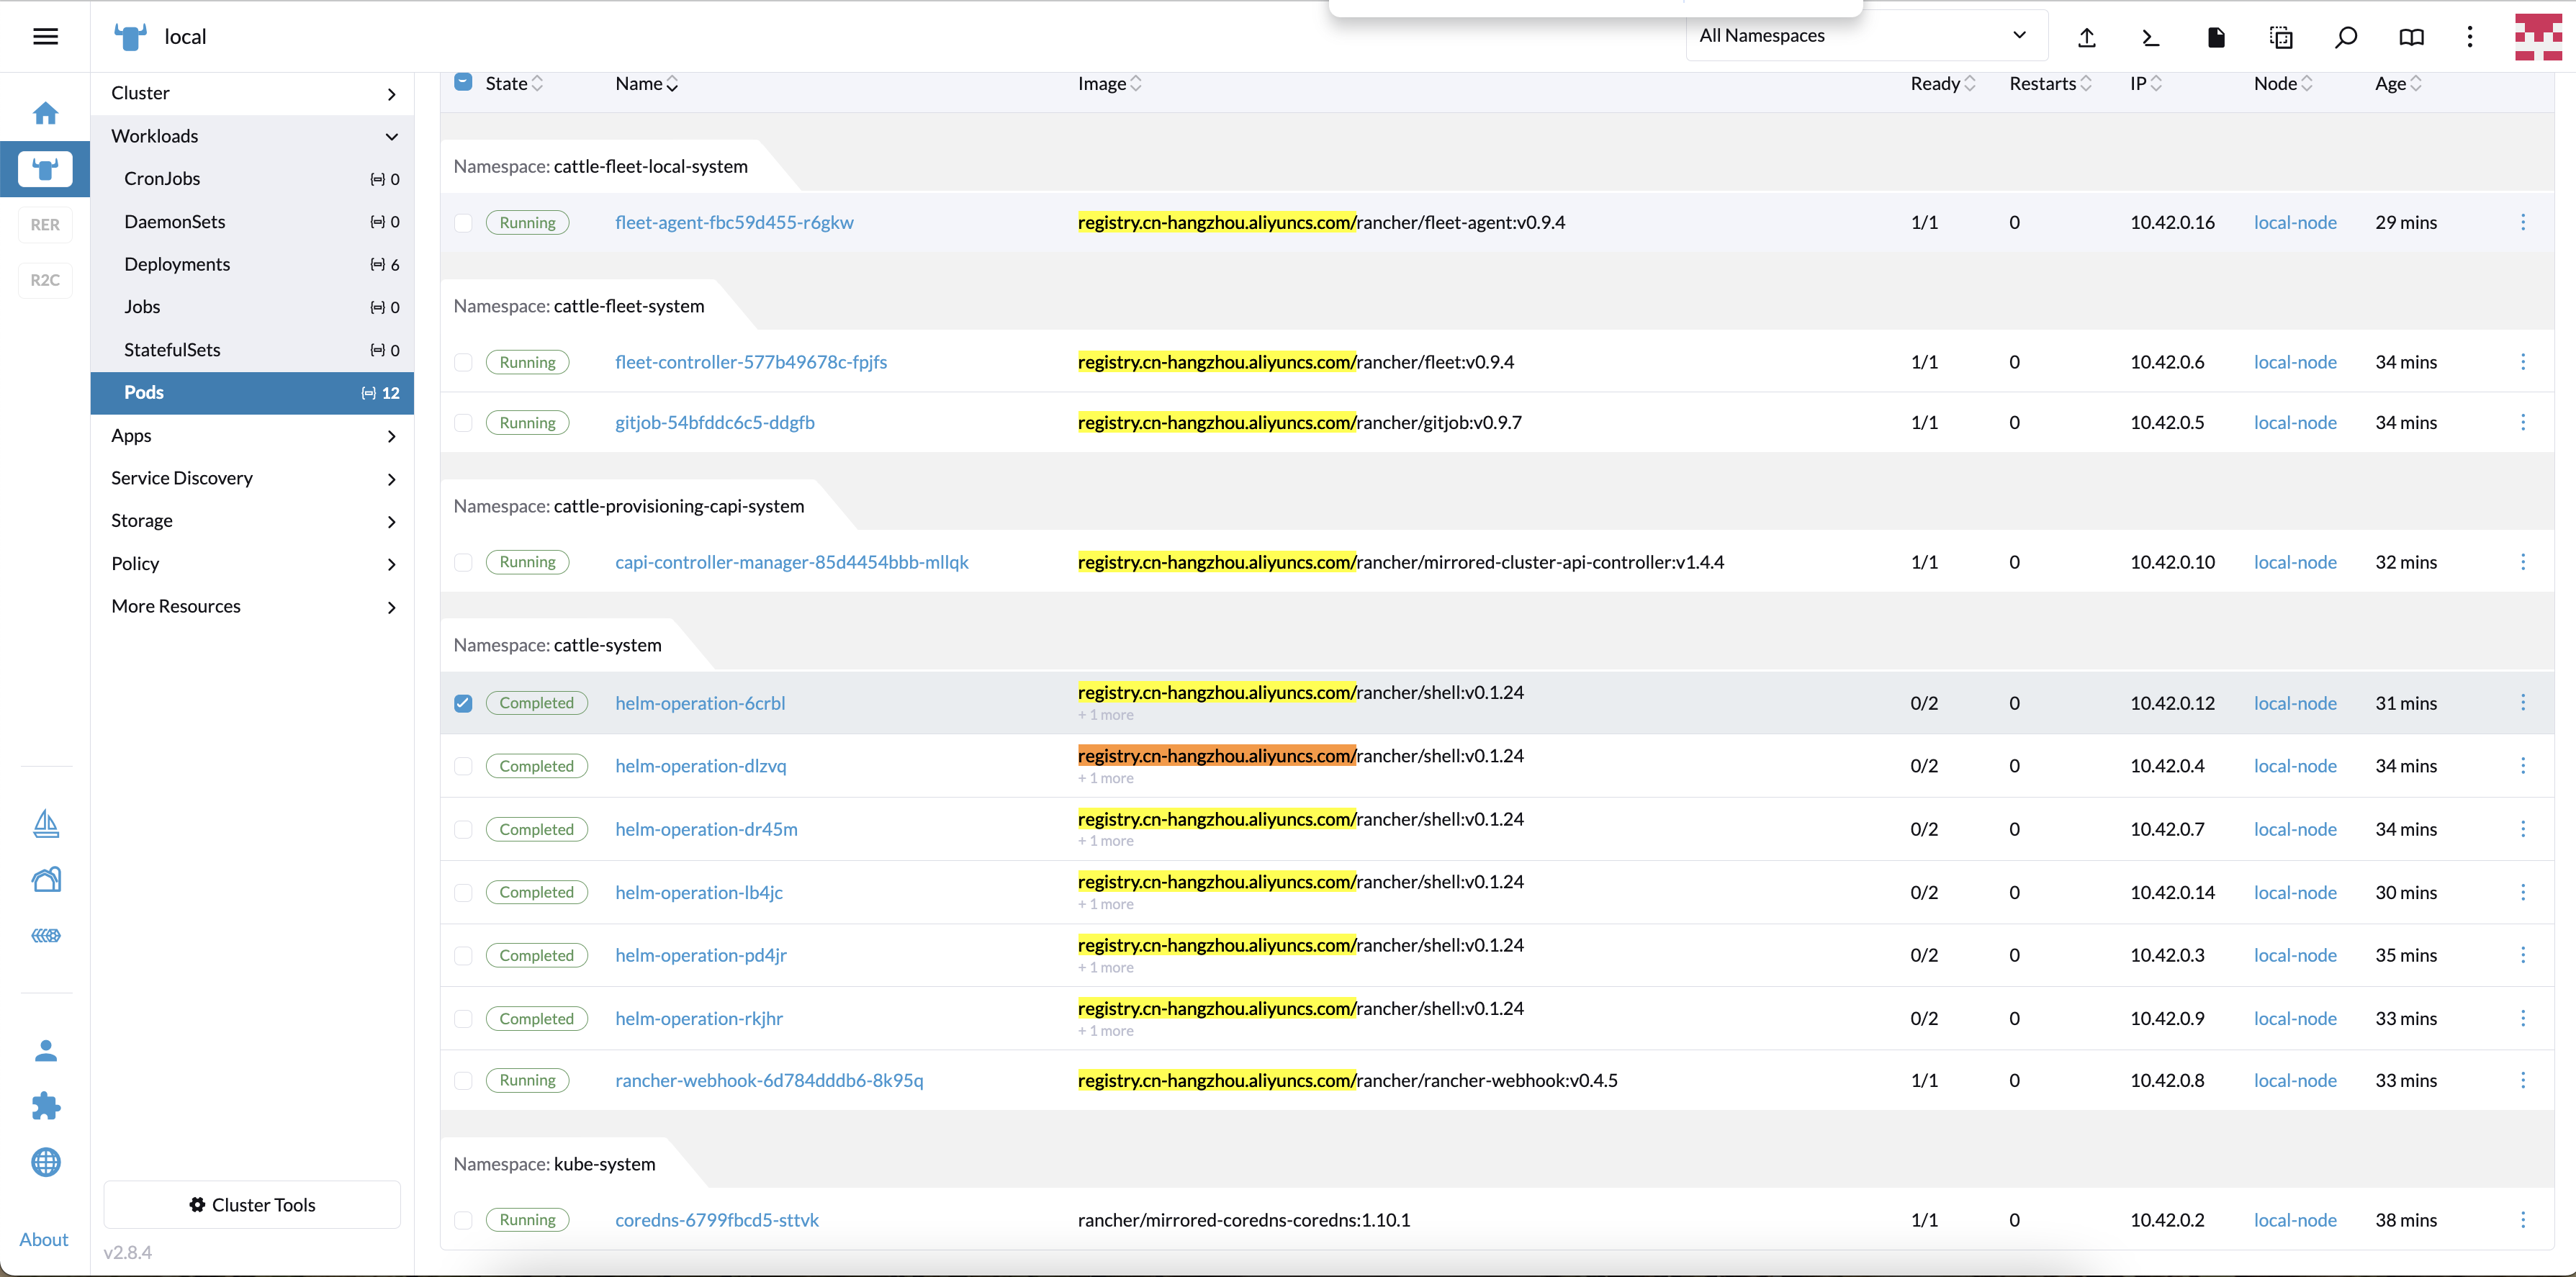 local
All Namespaces
Cluster
Workloads
CronJobs 0
DaemonSets 0
Deployments 6
Jobs 0
StatefulSets 0
Pods 12
Apps
Service Discovery
Storage
Policy
More Resources
RER
R2C
Cluster Tools
About
v2.8.4
State Name Image Ready Restarts IP Node Age
Namespace: cattle-fleet-local-system
Running fleet-agent-fbc59d455-r6gkw registry.cn-hangzhou.aliyuncs.com/rancher/fleet-agent:v0.9.4 1/1 0 10.42.0.16 local-node 29 mins
Namespace: cattle-fleet-system
Running fleet-controller-577b49678c-fpjfs registry.cn-hangzhou.aliyuncs.com/rancher/fleet:v0.9.4 1/1 0 10.42.0.6 local-node 34 mins
Running gitjob-54bfddc6c5-ddgfb registry.cn-hangzhou.aliyuncs.com/rancher/gitjob:v0.9.7 1/1 0 10.42.0.5 local-node 34 mins
Namespace: cattle-provisioning-capi-system
Running capi-controller-manager-85d4454bbb-mllqk registry.cn-hangzhou.aliyuncs.com/rancher/mirrored-cluster-api-controller:v1.4.4 1/1 0 10.42.0.10 local-node 32 mins
Namespace: cattle-system
Completed helm-operation-6crbl registry.cn-hangzhou.aliyuncs.com/rancher/shell:v0.1.24 0/2 0 10.42.0.12 local-node 31 mins
+ 1 more
Completed helm-operation-dlzvq registry.cn-hangzhou.aliyuncs.com/rancher/shell:v0.1.24 0/2 0 10.42.0.4 local-node 34 mins
+ 1 more
Completed helm-operation-dr45m registry.cn-hangzhou.aliyuncs.com/rancher/shell:v0.1.24 0/2 0 10.42.0.7 local-node 34 mins
+ 1 more
Completed helm-operation-lb4jc registry.cn-hangzhou.aliyuncs.com/rancher/shell:v0.1.24 0/2 0 10.42.0.14 local-node 30 mins
+ 1 more
Completed helm-operation-pd4jr registry.cn-hangzhou.aliyuncs.com/rancher/shell:v0.1.24 0/2 0 10.42.0.3 local-node 35 mins
+ 1 more
Completed helm-operation-rkjhr registry.cn-hangzhou.aliyuncs.com/rancher/shell:v0.1.24 0/2 0 10.42.0.9 local-node 33 mins
+ 1 more
Running rancher-webhook-6d784dddb6-8k95q registry.cn-hangzhou.aliyuncs.com/rancher/rancher-webhook:v0.4.5 1/1 0 10.42.0.8 local-node 33 mins
Namespace: kube-system
Running coredns-6799fbcd5-sttvk rancher/mirrored-coredns-coredns:1.10.1 1/1 0 10.42.0.2 local-node 38 mins